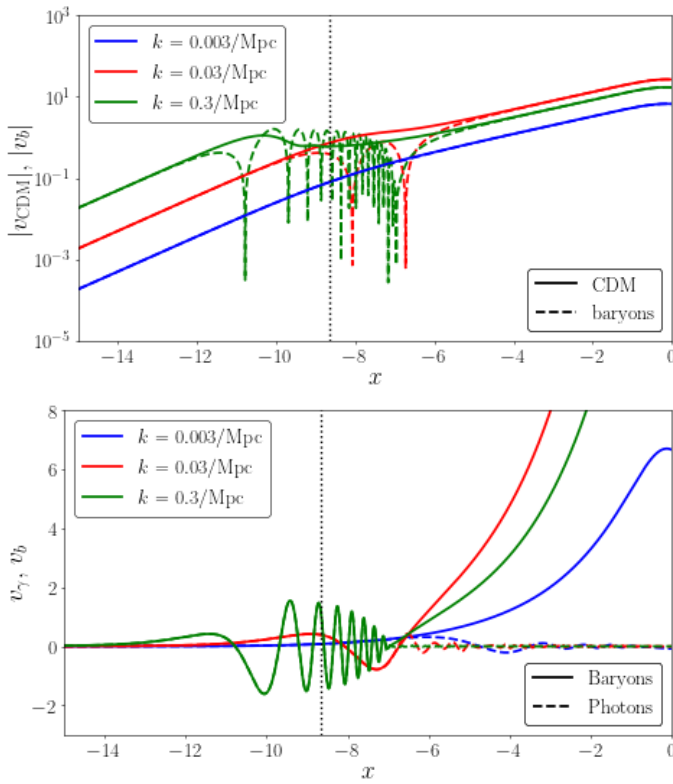 10³
10¹
10⁻¹
10⁻³
10⁻⁵
|v_CDM|, |v_b|
k = 0.003/Mpc
k = 0.03/Mpc
k = 0.3/Mpc
CDM
baryons
−14 −12 −10 −8 −6 −4 −2 0
x
8
6
4
2
0
−2
v_γ, v_b
k = 0.003/Mpc
k = 0.03/Mpc
k = 0.3/Mpc
Baryons
Photons
−14 −12 −10 −8 −6 −4 −2 0
x